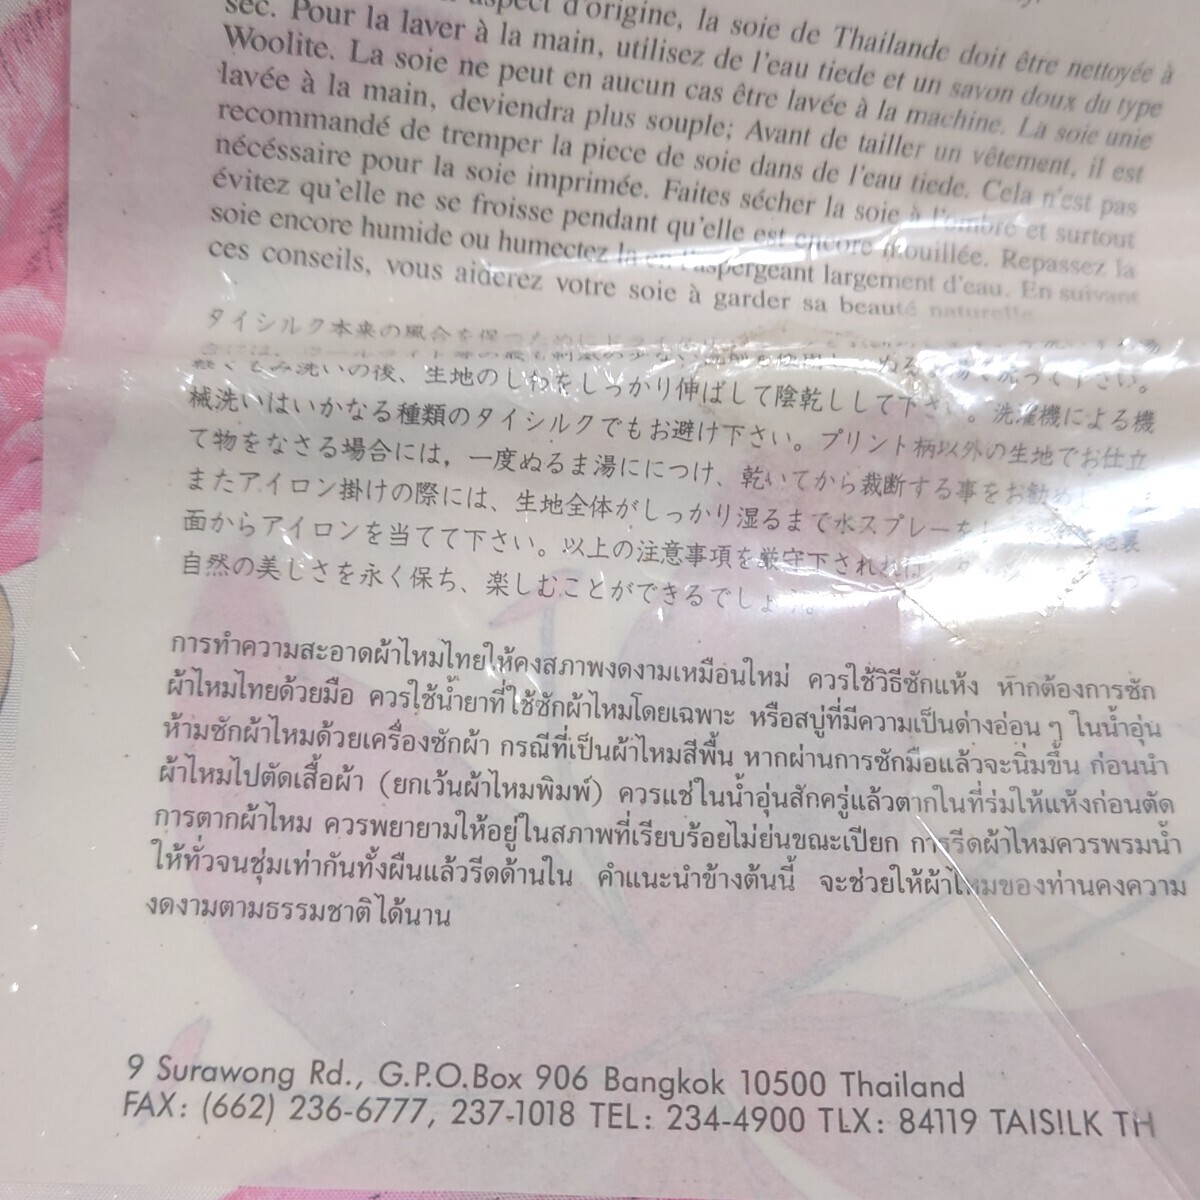 aspect d'origine, la soie de Thailande doit être nettoyée à
sec. Pour la laver à la main, utilisez de l'eau tiede et un savon doux du type
Woolite. La soie ne peut en aucun cas être lavée à la machine. La soie unie
lavée à la main, deviendra plus souple; Avant de tailler un vêtement, il est
recommandé de tremper la piece de soie dans de l'eau tiede. Cela n'est pas
nécéssaire pour la soie imprimée. Faites sécher la soie à l'ombre et surtout
évitez qu'elle ne se froisse pendant qu'elle est encore mouillée. Repassez la
soie encore humide ou humectez la en l'aspergeant largement d'eau. En suivant
ces conseils, vous aiderez votre soie à garder sa beauté naturelle
タイシルク本来の風合を保つため
軽くもみ洗いの後、生地のしわをしっかり伸ばして陰乾しして下さい。洗濯機による機
械洗いはいかなる種類のタイシルクでもお避け下さい。プリント柄以外の生地でお仕立
て物をなさる場合には，一度ぬるま湯ににつけ、乾いてから裁断する事をお勧め
またアイロン掛けの際には、生地全体がしっかり湿るまで水スプレーを
面からアイロンを当てて下さい。以上の注意事項を厳守下されれば
自然の美しさを永く保ち、楽しむことができるでしょう。
การทำความสะอาดผ้าไหมไทยให้คงสภาพงดงามเหมือนใหม่ ควรใช้วิธีซักแห้ง หากต้องการซัก
ผ้าไหมไทยด้วยมือ ควรใช้น้ำยาที่ใช้ซักผ้าไหมโดยเฉพาะ หรือสบู่ที่มีความเป็นด่างอ่อน ๆ ในน้ำอุ่น
ห้ามซักผ้าไหมด้วยเครื่องซักผ้า กรณีที่เป็นผ้าไหมสีพื้น หากผ่านการซักมือแล้วจะนิ่มขึ้น ก่อนนำ
ผ้าไหมไปตัดเสื้อผ้า (ยกเว้นผ้าไหมพิมพ์) ควรแช่ในน้ำอุ่นสักครู่แล้วตากในที่ร่มให้แห้งก่อนตัด
การตากผ้าไหม ควรพยายามให้อยู่ในสภาพที่เรียบร้อยไม่ย่นขณะเปียก การรีดผ้าไหมควรพรมน้ำ
ให้ทั่วจนชุ่มเท่ากันทั้งผืนแล้วรีดด้านใน คำแนะนำข้างต้นนี้ จะช่วยให้ผ้าไหมของท่านคงความ
งดงามตามธรรมชาติได้นาน
9 Surawong Rd., G.P.O.Box 906 Bangkok 10500 Thailand
FAX: (662) 236-6777, 237-1018 TEL: 234-4900 TLX: 84119 TAISILK TH